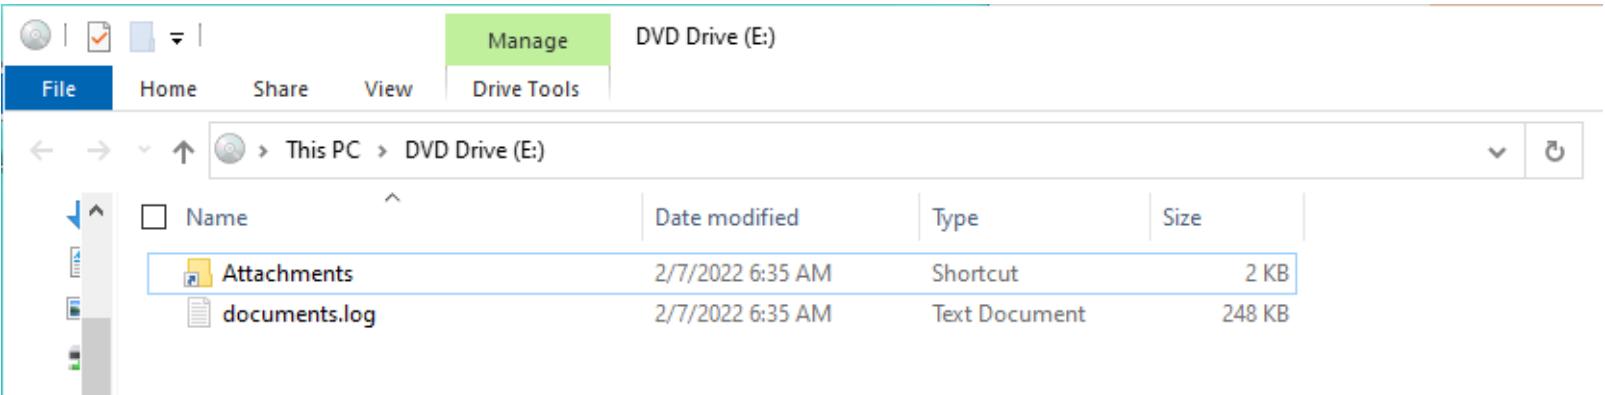 Manage DVD Drive (E:)
File Home Share View Drive Tools
This PC > DVD Drive (E:)
Name Date modified Type Size
Attachments 2/7/2022 6:35 AM Shortcut 2 KB
documents.log 2/7/2022 6:35 AM Text Document 248 KB